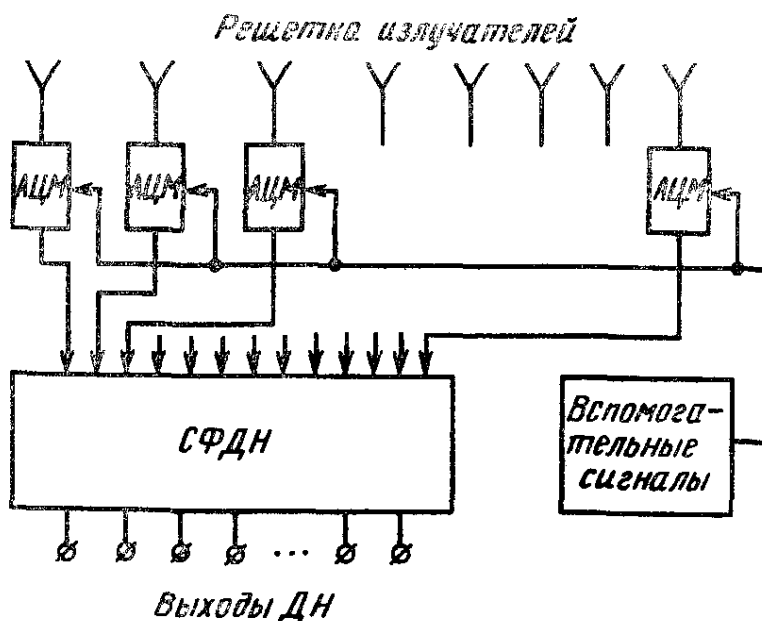 Решетка излучателей
АЦМ
АЦМ
АЦМ
АЦМ
СФДН
Вспомога-
тельные
сигналы
...
Выходы ДН